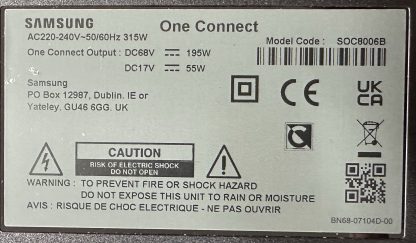 SAMSUNG
One Connect
AC220-240V~50/60Hz 315W
Model Code : SOC8006B
One Connect Output : DC68V ⎓ 195W
DC17V ⎓ 55W
Samsung
PO Box 12987, Dublin. IE or
Yateley. GU46 6GG. UK
CE
UK
CA
CAUTION
RISK OF ELECTRIC SHOCK
DO NOT OPEN
WARNING : TO PREVENT FIRE OR SHOCK HAZARD
DO NOT EXPOSE TO RAIN OR MOISTURE
AVIS : RISQUE DE CHOC ELECTRIQUE - NE PAS OUVRIR
BN68-07104D-00